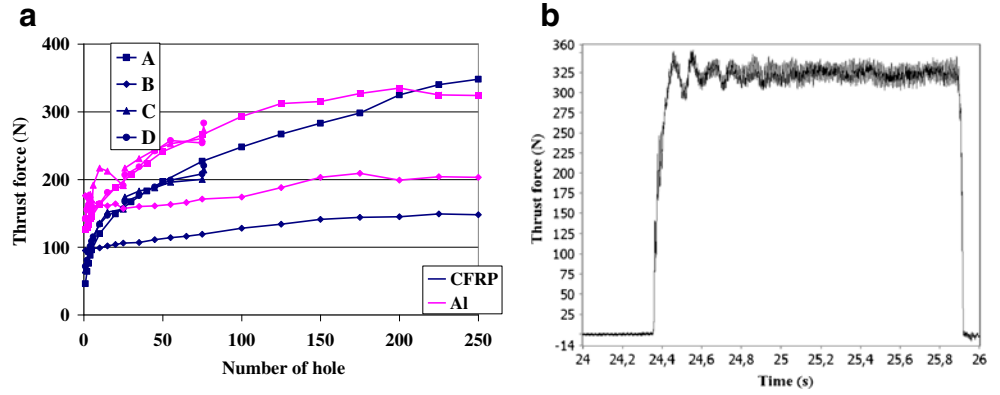 a
Thrust force (N)
400
300
200
100
0
A
B
C
D
CFRP
Al
0 50 100 150 200 250
Number of hole
b
Thrust force (N)
360
325
300
275
250
225
200
175
150
125
100
75
50
25
-14
24 24,2 24,4 24,6 24,8 25 25,2 25,4 25,6 25,8 26
Time (s)